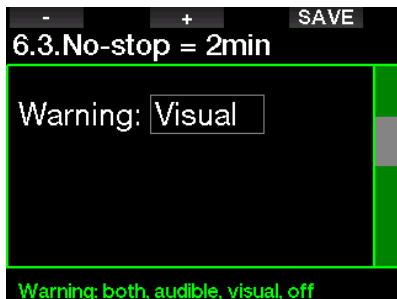 - + SAVE
6.3.No-stop = 2min
Warning: Visual
Warning: both, audible, visual, off